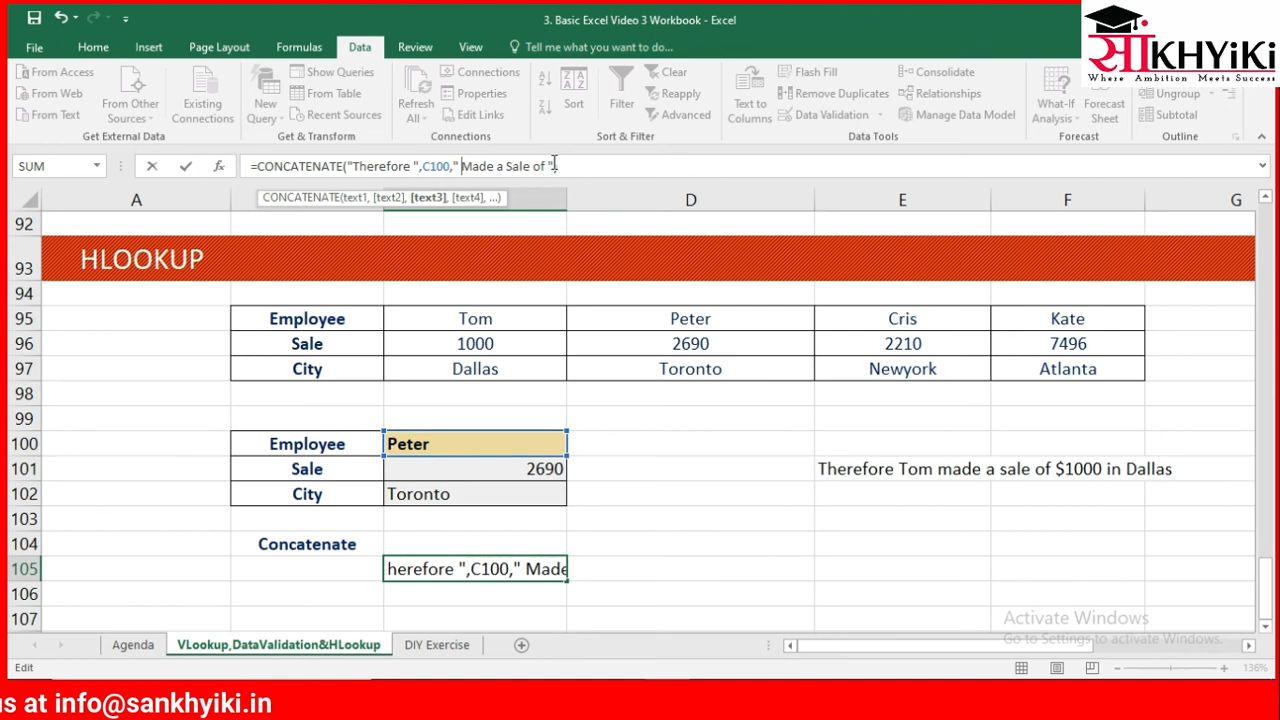 3. Basic Excel Video 3 Workbook - Excel
साँKHYiKi
Where Ambition Meets Success
File Home Insert Page Layout Formulas Data Review View Tell me what you want to do...
From Access
From Web
From Text
From Other Sources
Existing Connections
Get External Data
New Query
Show Queries
From Table
Recent Sources
Get & Transform
Refresh All
Connections
Properties
Edit Links
Connections
Sort
Filter
Clear
Reapply
Advanced
Sort & Filter
Text to Columns
Flash Fill
Remove Duplicates
Data Validation
Consolidate
Relationships
Manage Data Model
Data Tools
What-If Analysis
Forecast Sheet
Forecast
Ungroup
Subtotal
Outline
SUM fx =CONCATENATE("Therefore ",C100," Made a Sale of ",
CONCATENATE(text1, [text2], [text3], [text4], ...)
A D E F G
92
93 HLOOKUP
94
95 Employee Tom Peter Cris Kate
96 Sale 1000 2690 2210 7496
97 City Dallas Toronto Newyork Atlanta
98
99
100 Employee Peter
101 Sale 2690 Therefore Tom made a sale of $1000 in Dallas
102 City Toronto
103
104 Concatenate
105 herefore ",C100," Made
106
107
Activate Windows
Go to Settings to activate Windows.
Agenda VLookup,DataValidation&HLookup DIY Exercise
Edit 136%
us at info@sankhyiki.in